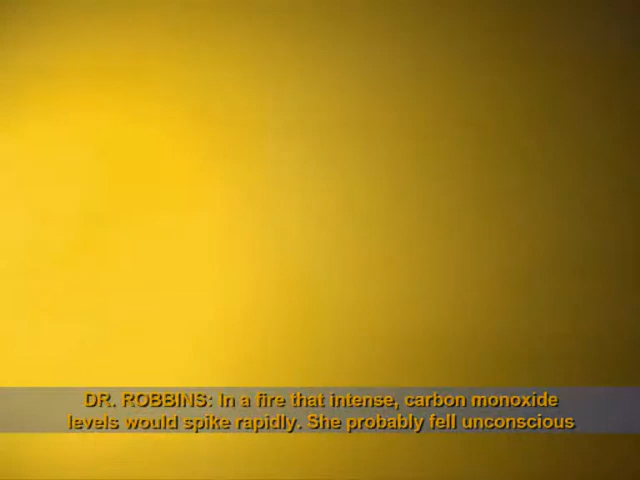 DR. ROBBINS: In a fire that intense, carbon monoxide
levels would spike rapidly. She probably fell unconscious